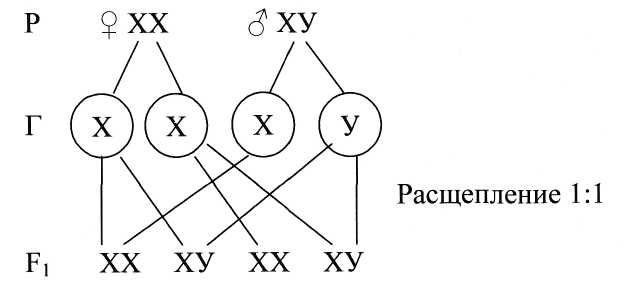 Р ♀ ХХ ♂ ХУ
Г Х Х Х У
Расщепление 1:1
F₁ ХХ ХУ ХХ ХУ